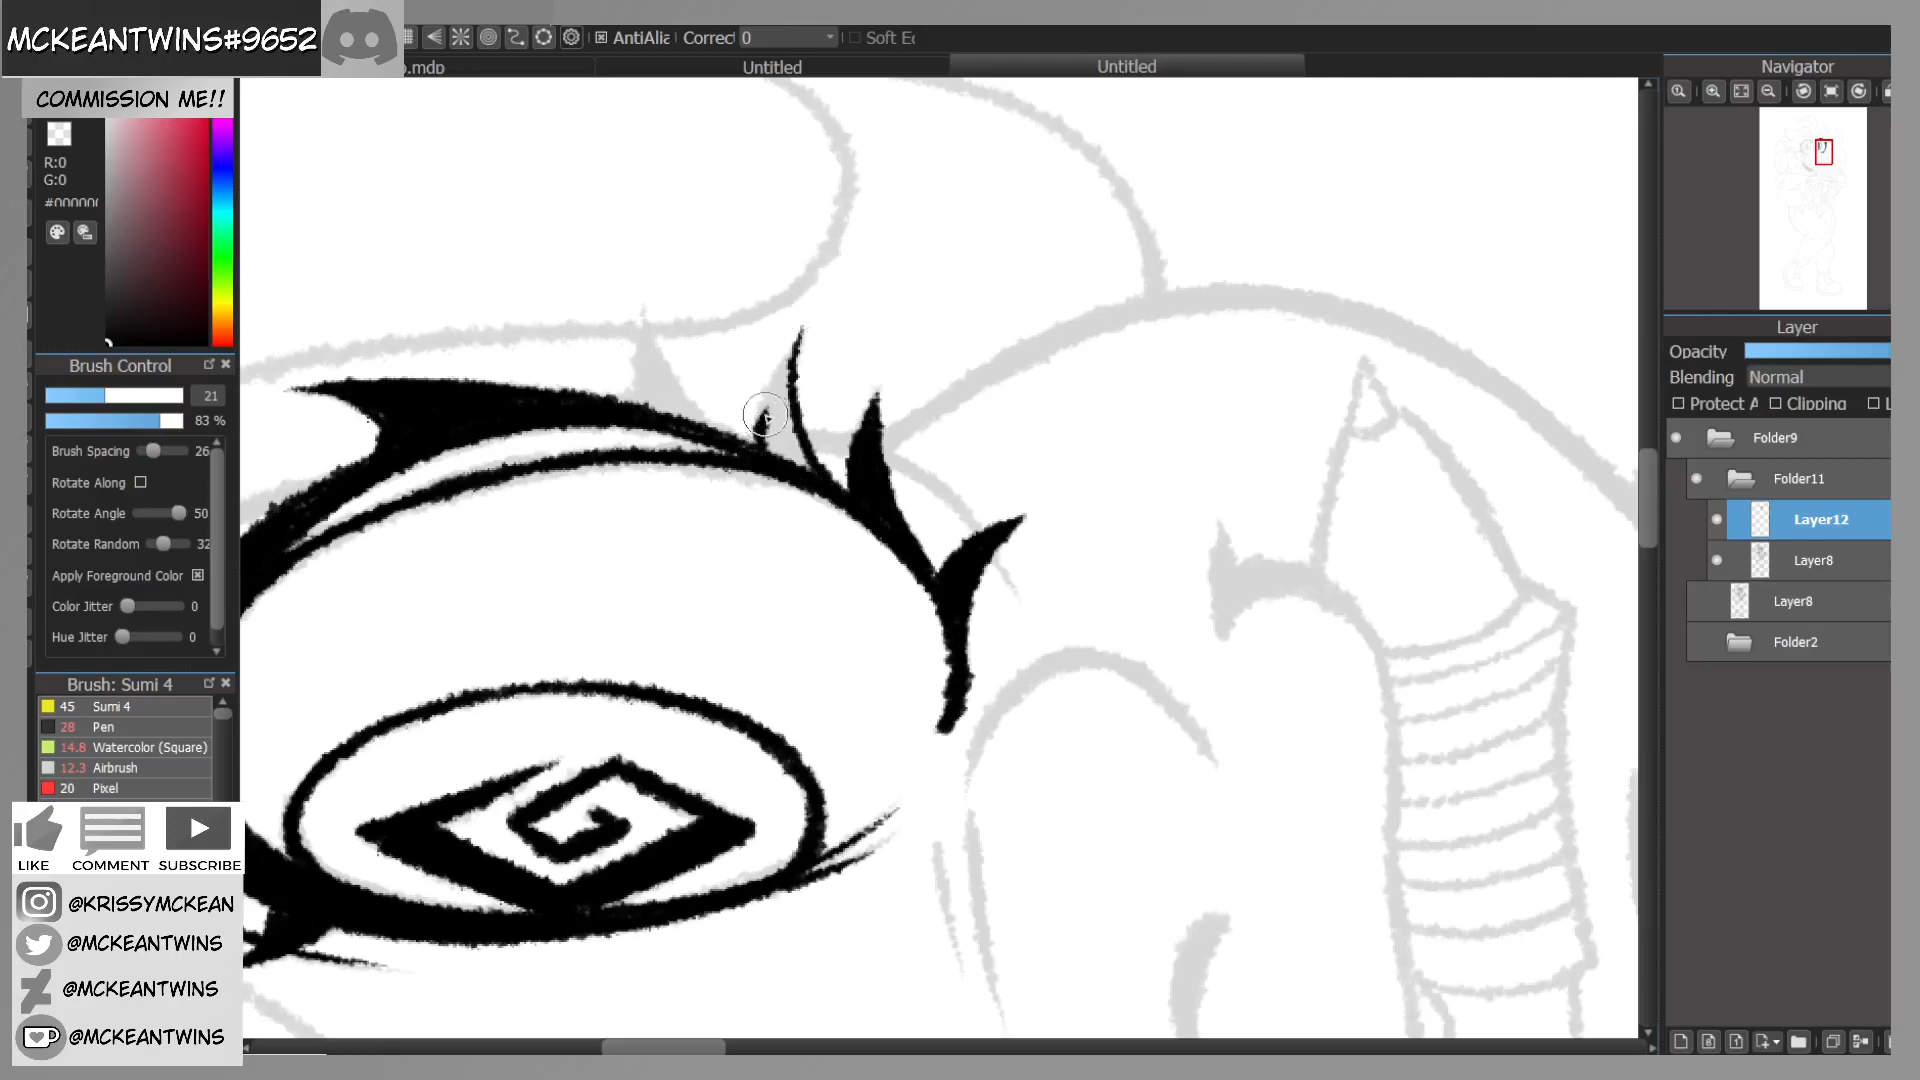 MCKEANTWINS#9652
COMMISSION ME!!
AntiAlia
Correct
0
Soft Ec
.mdp
Untitled
Untitled
R:0
G:0
#000000
Brush Control
21
83 %
Brush Spacing
26
Rotate Along
Rotate Angle
50
Rotate Random
32
Apply Foreground Color
Color Jitter
0
Hue Jitter
0
Brush: Sumi 4
45 Sumi 4
28 Pen
14.8 Watercolor (Square)
12.3 Airbrush
20 Pixel
LIKE COMMENT SUBSCRIBE
@KRISSYMCKEAN
@MCKEANTWINS
@MCKEANTWINS
@MCKEANTWINS
Navigator
Layer
Opacity
Blending Normal
Protect A
Clipping
L
Folder9
Folder11
Layer12
Layer8
Layer8
Folder2